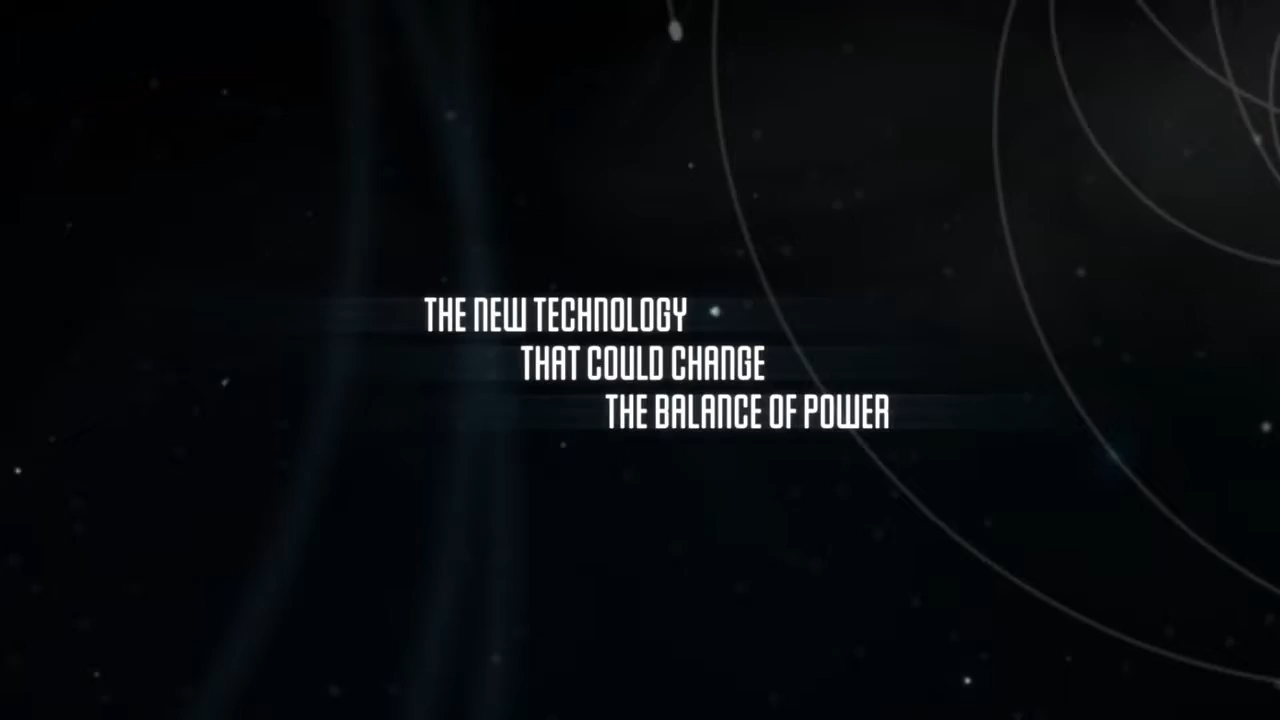 THE NEW TECHNOLOGY
THAT COULD CHANGE
THE BALANCE OF POWER